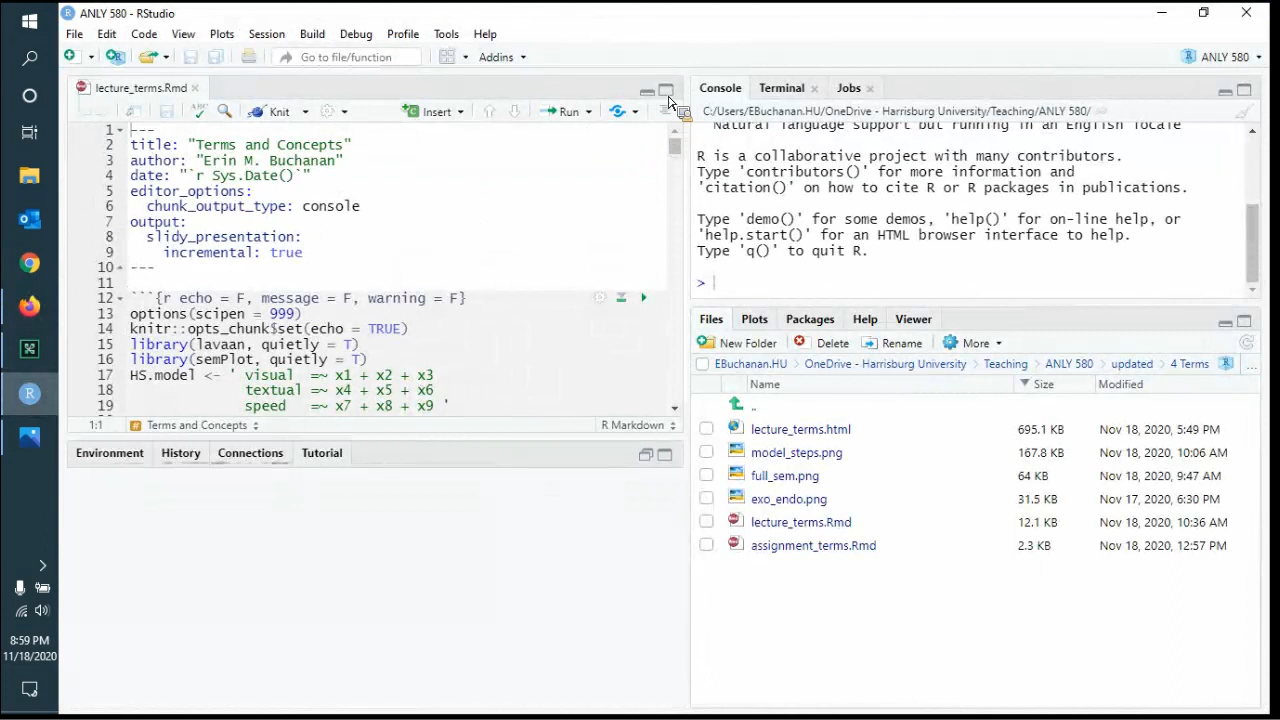 ANLY 580 - RStudio
File Edit Code View Plots Session Build Debug Profile Tools Help
Go to file/function Addins ANLY 580
lecture_terms.Rmd
Knit Insert Run
1 ---
2 title: "Terms and Concepts"
3 author: "Erin M. Buchanan"
4 date: "`r Sys.Date()`"
5 editor_options:
6 chunk_output_type: console
7 output:
8 slidy_presentation:
9 incremental: true
10 ---
11
12 ```{r echo = F, message = F, warning = F}
13 options(scipen = 999)
14 knitr::opts_chunk$set(echo = TRUE)
15 library(lavaan, quietly = T)
16 library(semPlot, quietly = T)
17 HS.model <- ' visual =~ x1 + x2 + x3
18 textual =~ x4 + x5 + x6
19 speed =~ x7 + x8 + x9 '
1:1 Terms and Concepts R Markdown
Environment History Connections Tutorial
Console Terminal Jobs
C:/Users/EBuchanan.HU/OneDrive - Harrisburg University/Teaching/ANLY 580/
Natural language support but running in an English locale
R is a collaborative project with many contributors.
Type 'contributors()' for more information and
'citation()' on how to cite R or R packages in publications.
Type 'demo()' for some demos, 'help()' for on-line help, or
'help.start()' for an HTML browser interface to help.
Type 'q()' to quit R.
>
Files Plots Packages Help Viewer
New Folder Delete Rename More
EBuchanan.HU OneDrive - Harrisburg University Teaching ANLY 580 updated 4 Terms ...
Name Size Modified
..
lecture_terms.html 695.1 KB Nov 18, 2020, 5:49 PM
model_steps.png 167.8 KB Nov 18, 2020, 10:06 AM
full_sem.png 64 KB Nov 18, 2020, 9:47 AM
exo_endo.png 31.5 KB Nov 17, 2020, 6:30 PM
lecture_terms.Rmd 12.1 KB Nov 18, 2020, 10:36 AM
assignment_terms.Rmd 2.3 KB Nov 18, 2020, 12:57 PM
8:59 PM
11/18/2020